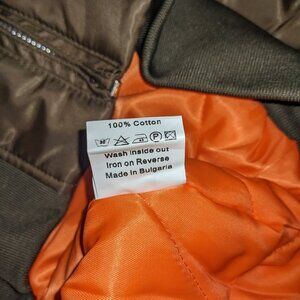 100% Cotton
Wash inside out
Iron on Reverse
Made in Bulgaria